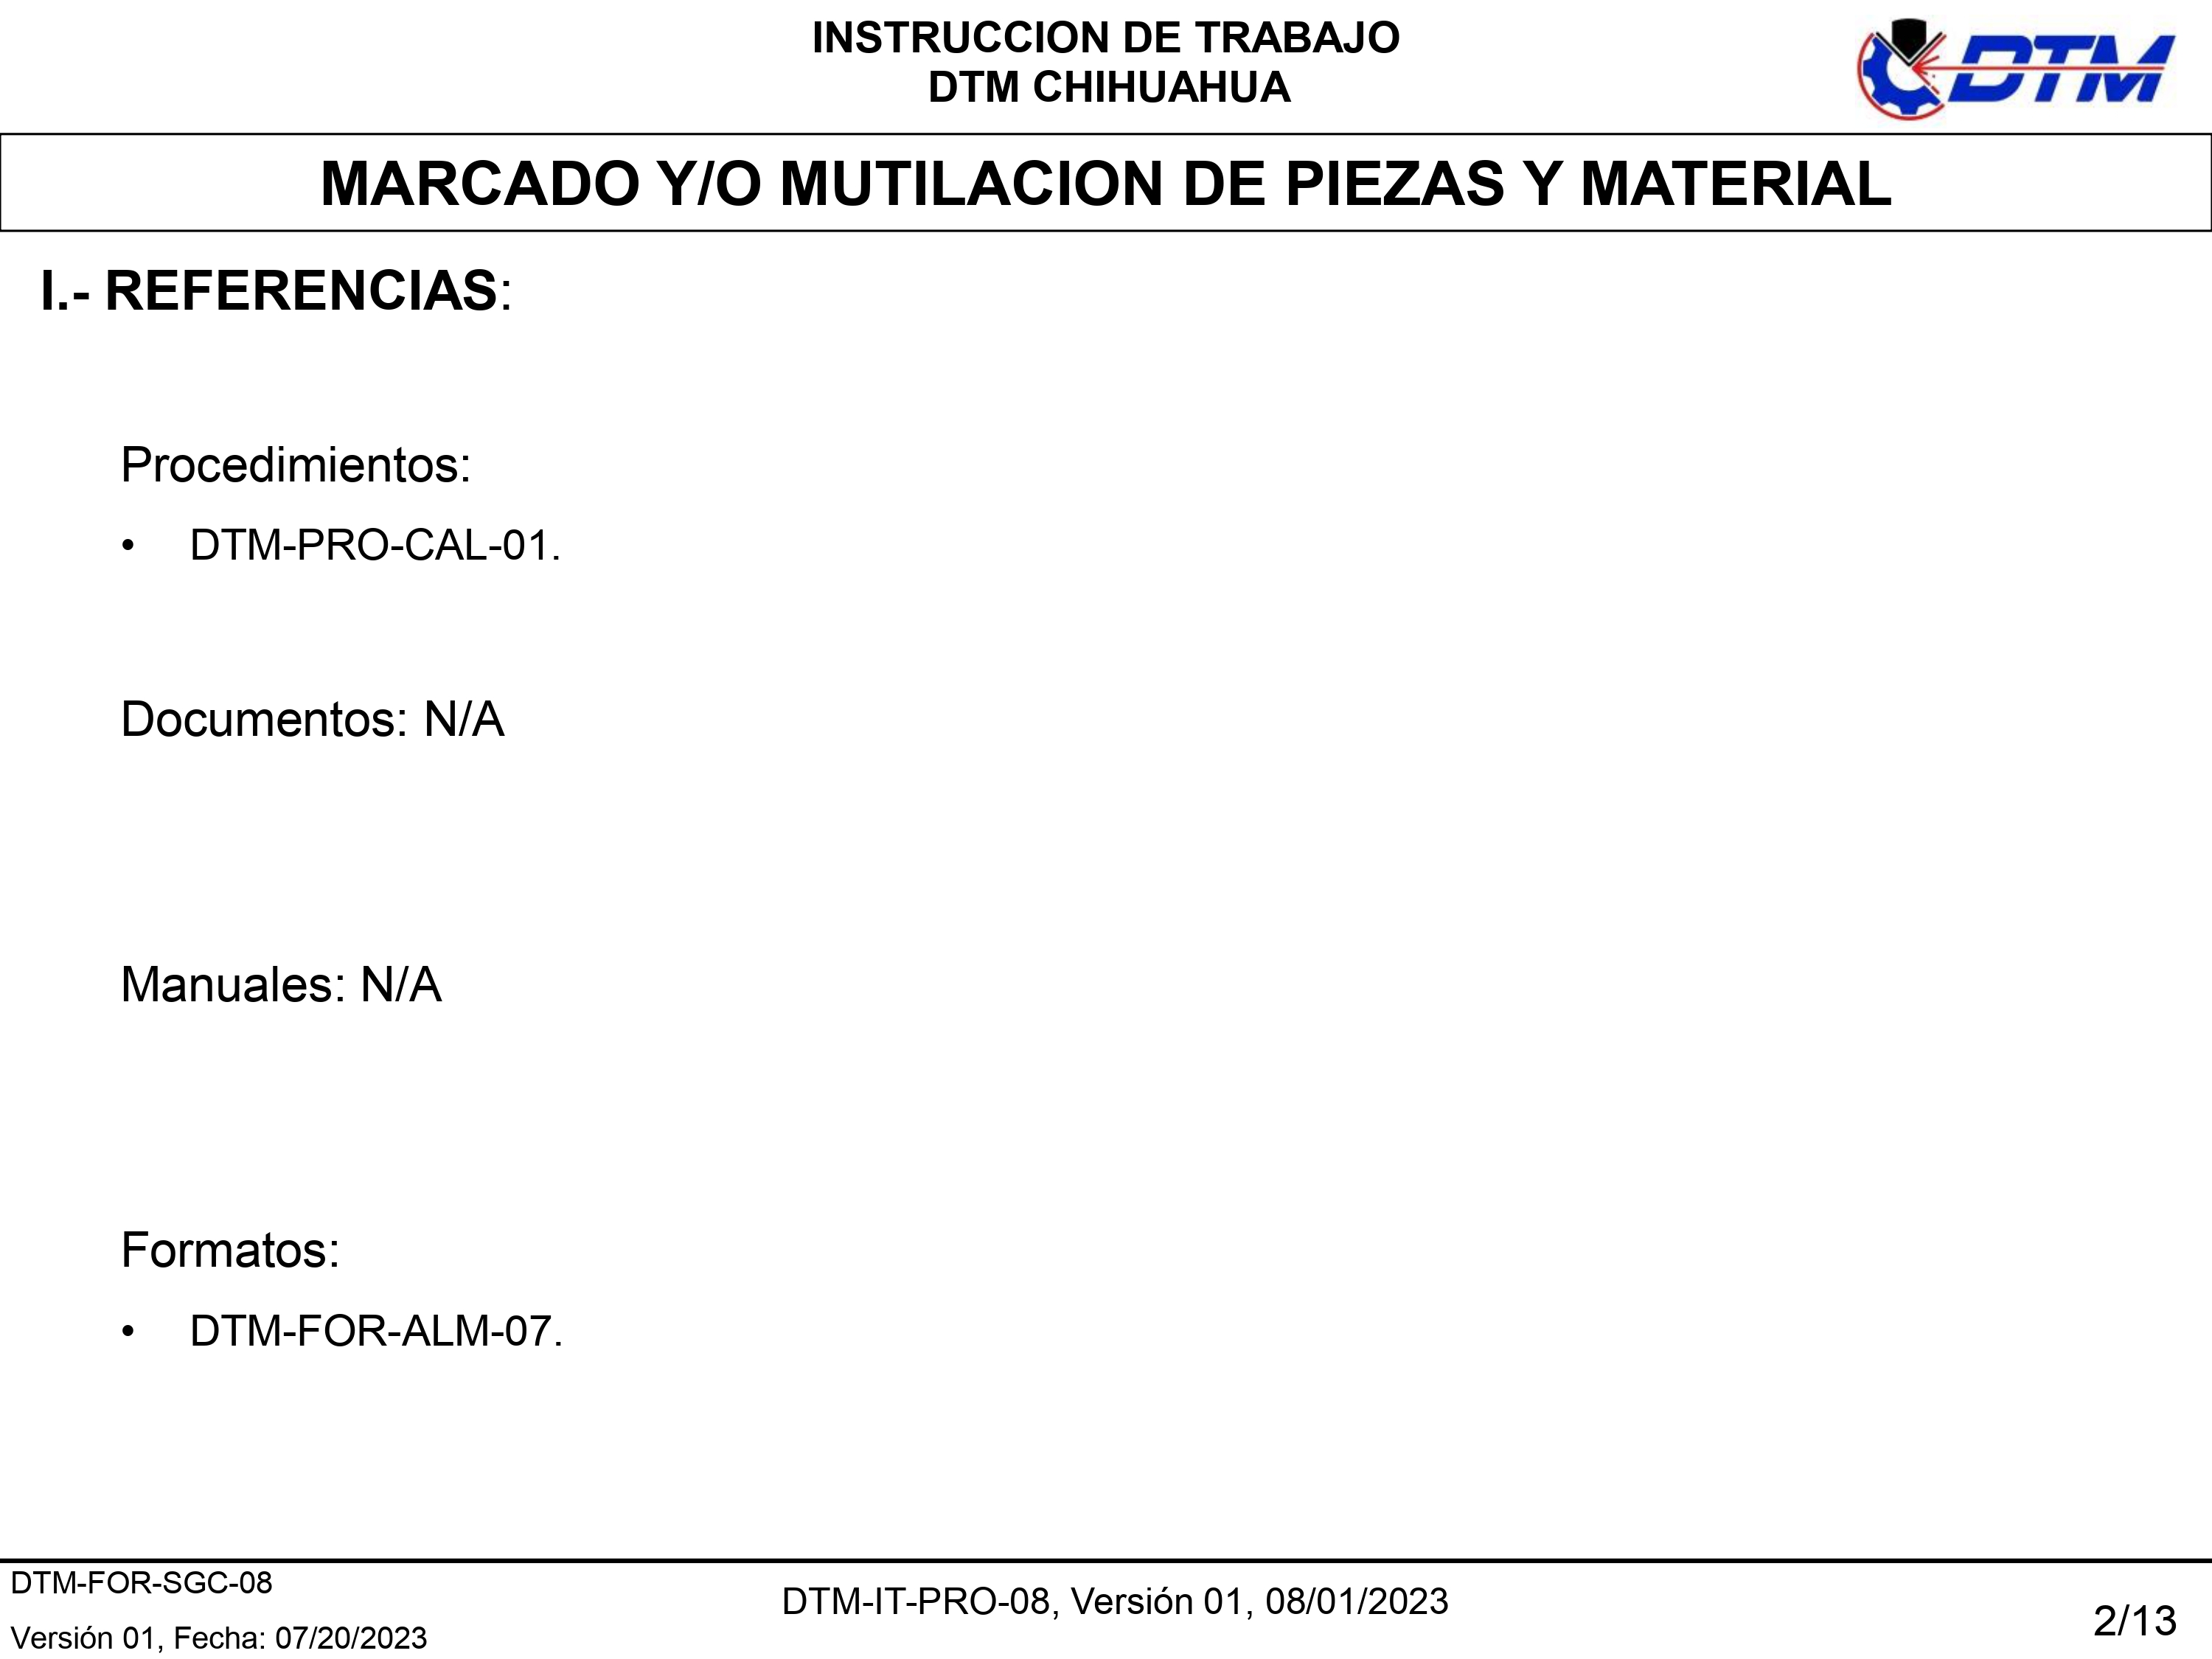 INSTRUCCION DE TRABAJO
DTM CHIHUAHUA
DTM
MARCADO Y/O MUTILACION DE PIEZAS Y MATERIAL
I.- REFERENCIAS:
Procedimientos:
• DTM-PRO-CAL-01.
Documentos: N/A
Manuales: N/A
Formatos:
• DTM-FOR-ALM-07.
DTM-FOR-SGC-08
Versión 01, Fecha: 07/20/2023
DTM-IT-PRO-08, Versión 01, 08/01/2023
2/13